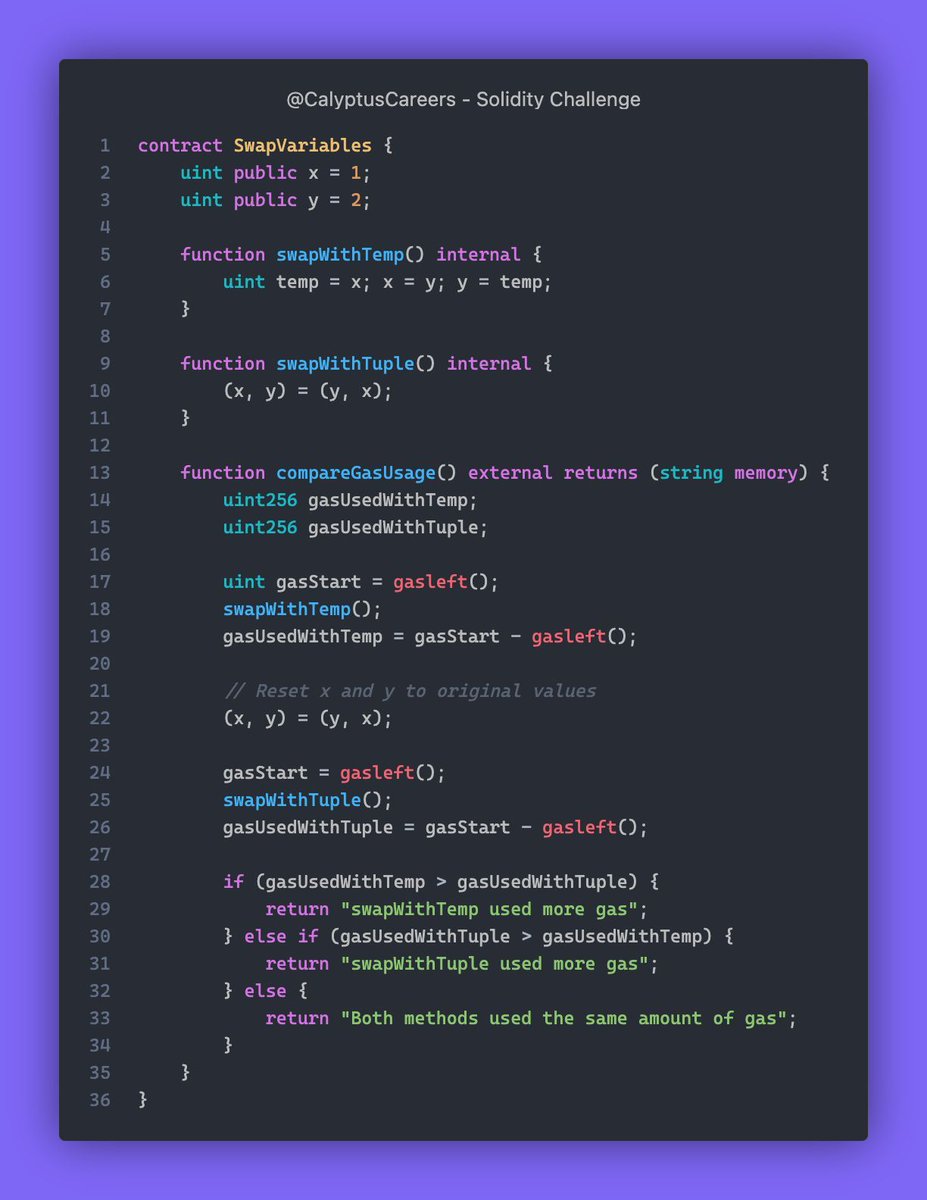 @CalyptusCareers - Solidity Challenge
1 contract SwapVariables {
2     uint public x = 1;
3     uint public y = 2;
4
5     function swapWithTemp() internal {
6         uint temp = x; x = y; y = temp;
7     }
8
9     function swapWithTuple() internal {
10         (x, y) = (y, x);
11     }
12
13     function compareGasUsage() external returns (string memory) {
14         uint256 gasUsedWithTemp;
15         uint256 gasUsedWithTuple;
16
17         uint gasStart = gasleft();
18         swapWithTemp();
19         gasUsedWithTemp = gasStart - gasleft();
20
21         // Reset x and y to original values
22         (x, y) = (y, x);
23
24         gasStart = gasleft();
25         swapWithTuple();
26         gasUsedWithTuple = gasStart - gasleft();
27
28         if (gasUsedWithTemp > gasUsedWithTuple) {
29             return "swapWithTemp used more gas";
30         } else if (gasUsedWithTuple > gasUsedWithTemp) {
31             return "swapWithTuple used more gas";
32         } else {
33             return "Both methods used the same amount of gas";
34         }
35     }
36 }